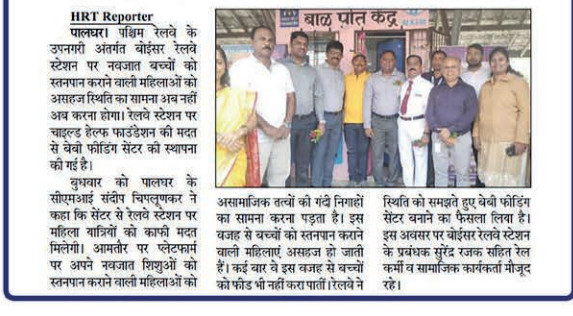 HRT Reporter
पालघर। पश्चिम रेलवे के
उपनगरी अंतर्गत बोईसर रेलवे
स्टेशन पर नवजात बच्चों को
स्तनपान कराने वाली महिलाओं को
असहज स्थिति का सामना अब नहीं
अब करना होगा। रेलवे स्टेशन पर
चाइल्ड हेल्फ फाउंडेशन की मदत
से बेबी फीडिंग सेंटर की स्थापना
की गई है।
बुधवार को पालघर के
सीएमआई संदीप चिपलूणकर ने
कहा कि सेंटर से रेलवे स्टेशन पर
महिला यात्रियों को काफी मदत
मिलेगी। आमतौर पर प्लेटफार्म
पर अपने नवजात शिशुओं को
स्तनपान कराने वाली महिलाओं को
बाळ पोत केंद्र
असामाजिक तत्वों की गंदी निगाहों
का सामना करना पड़ता है। इस
वजह से बच्चों को स्तनपान कराने
वाली महिलाएं असहज हो जाती
हैं। कई बार वे इस वजह से बच्चों
को फीड भी नहीं करा पातीं।रेलवे ने
स्थिति को समझते हुए बेबी फीडिंग
सेंटर बनाने का फैसला लिया है।
इस अवसर पर बोईसर रेलवे स्टेशन
के प्रबंधक सुरेंद्र रजक सहित रेल
कर्मी व सामाजिक कार्यकर्ता मौजूद
रहे।